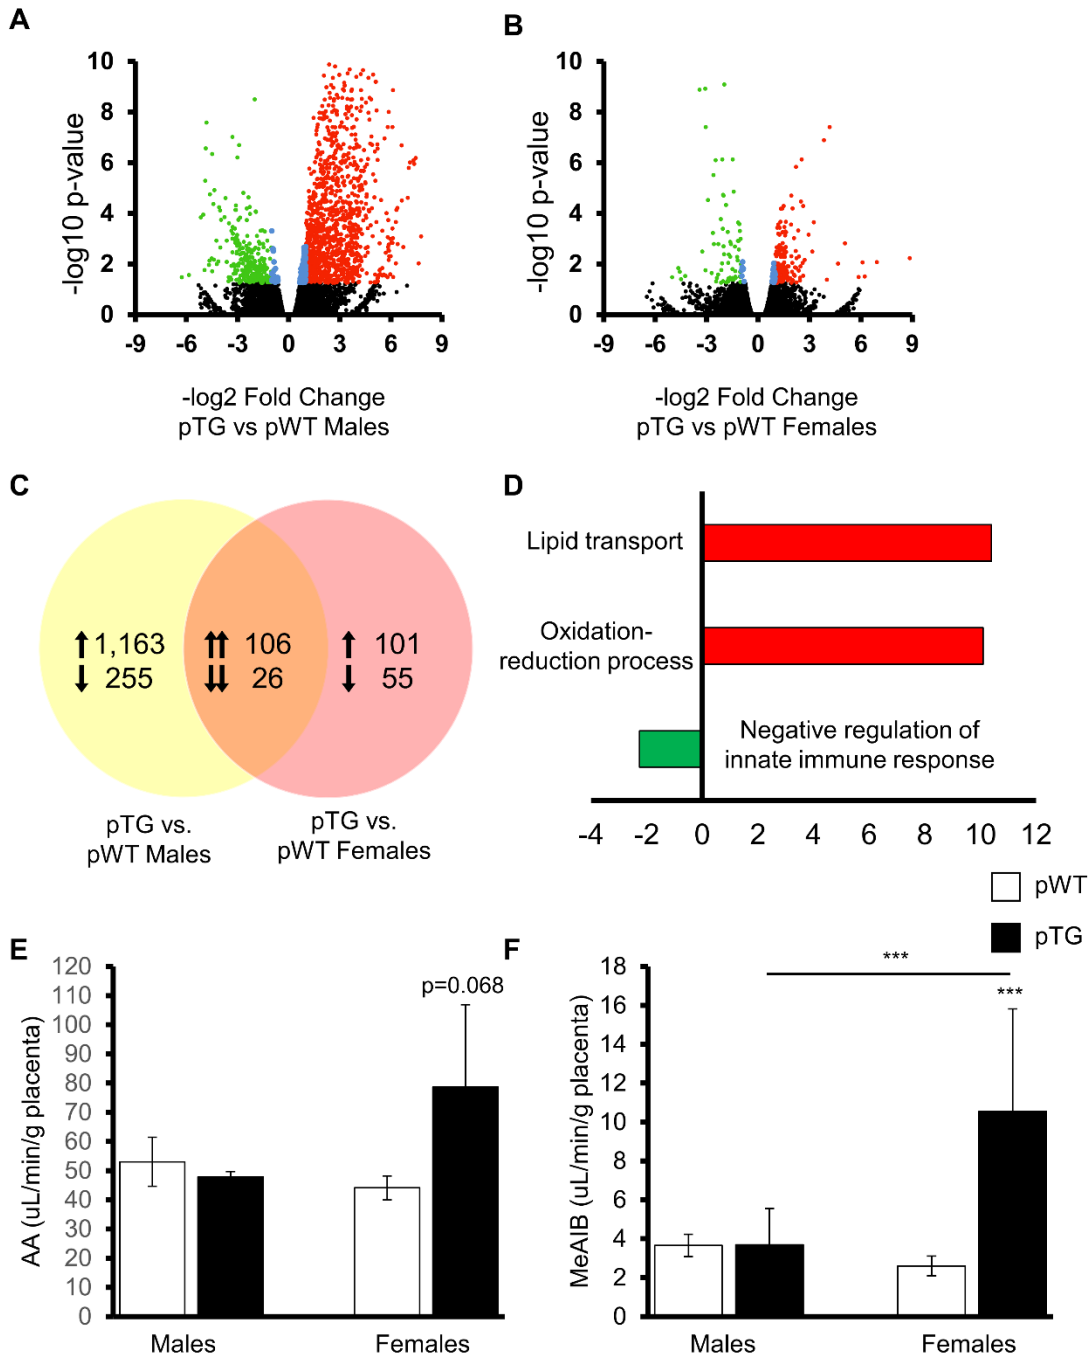 A
-log10 p-value
10
8
6
4
2
0
-9 -6 -3 0 3 6 9
-log2 Fold Change
pTG vs pWT Males
B
-log10 p-value
10
8
6
4
2
0
-9 -6 -3 0 3 6 9
-log2 Fold Change
pTG vs pWT Females
C
1,163
255
106
26
101
55
pTG vs.
pWT Males
pTG vs.
pWT Females
D
Lipid transport
Oxidation-
reduction process
Negative regulation of
innate immune response
-4 -2 0 2 4 6 8 10 12
pWT
pTG
E
AA (uL/min/g placenta)
120
110
100
90
80
70
60
50
40
30
20
10
0
p=0.068
Males Females
F
MeAIB (uL/min/g placenta)
18
16
14
12
10
8
6
4
2
0
***
***
Males Females